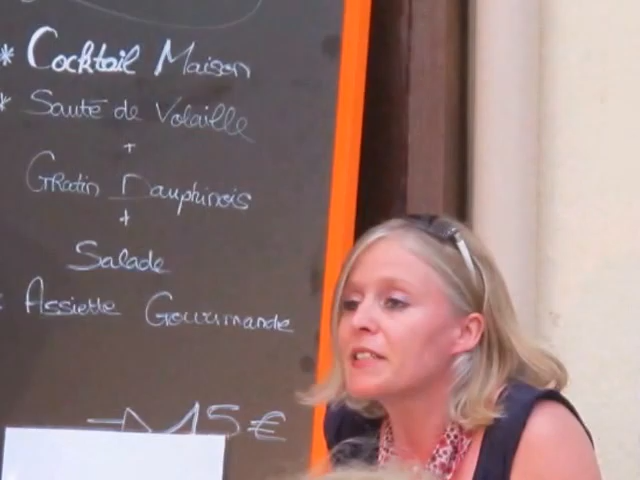 * Cocktail Maison
* Sauté de Volaille
+
Gratin Dauphinois
+
Salade
* Assiette Gourmande
→ 15 €